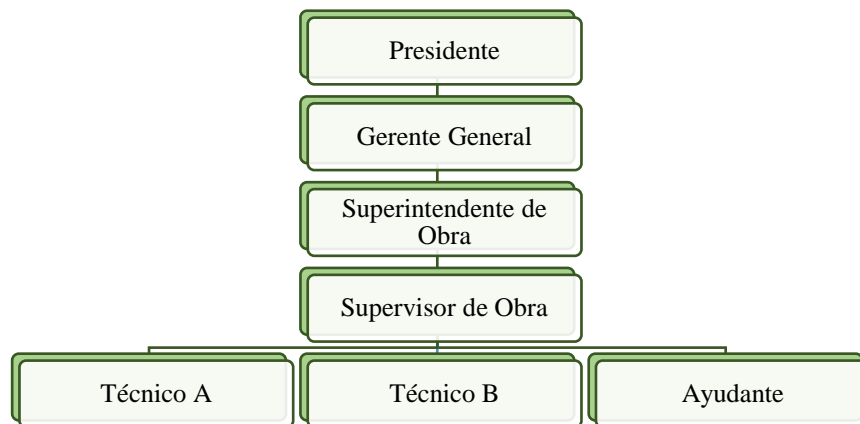 Presidente
Gerente General
Superintendente de
Obra
Supervisor de Obra
Técnico A
Técnico B
Ayudante